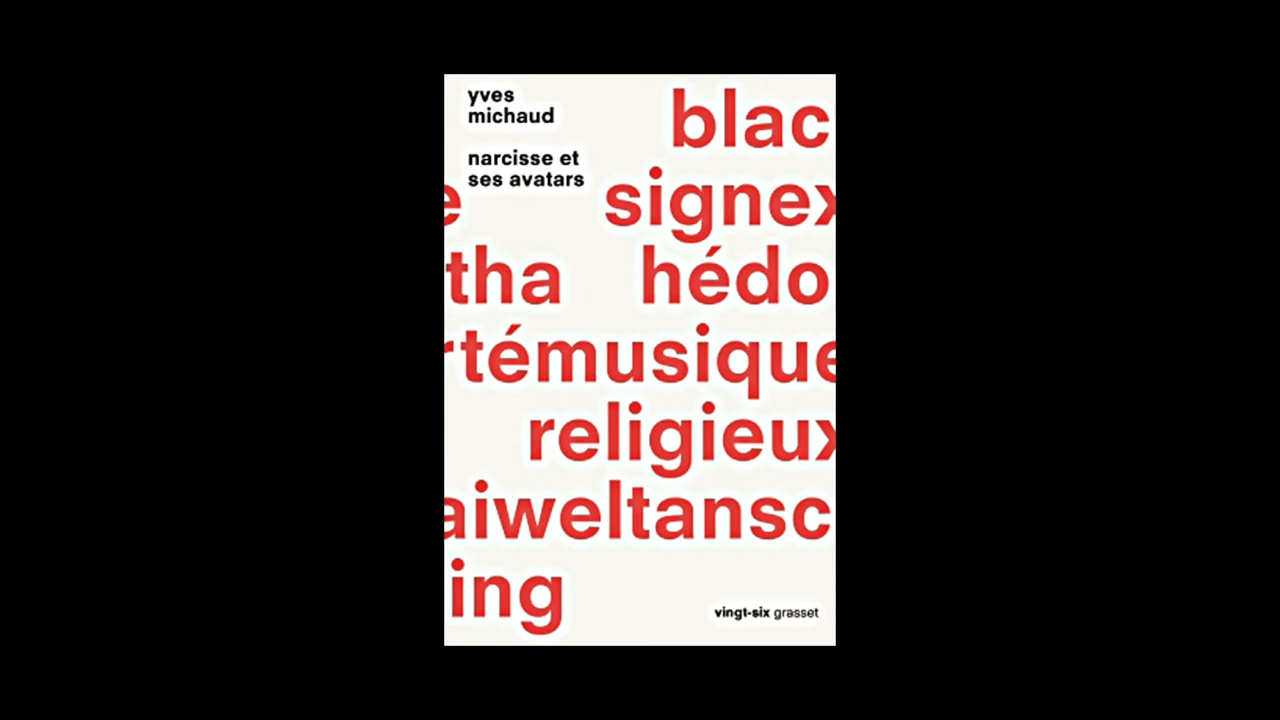 yves
michaud
narcisse et
ses avatars
blac
e signex
tha hédo
rtémusique
religieux
aiweltansc
ing
vingt-six grasset